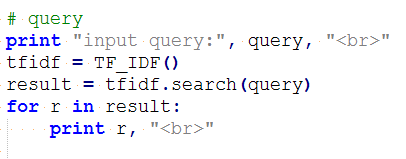 # query
print "input query:", query, "<br>"
tfidf = TF_IDF()
result = tfidf.search(query)
for r in result:
    print r, "<br>"